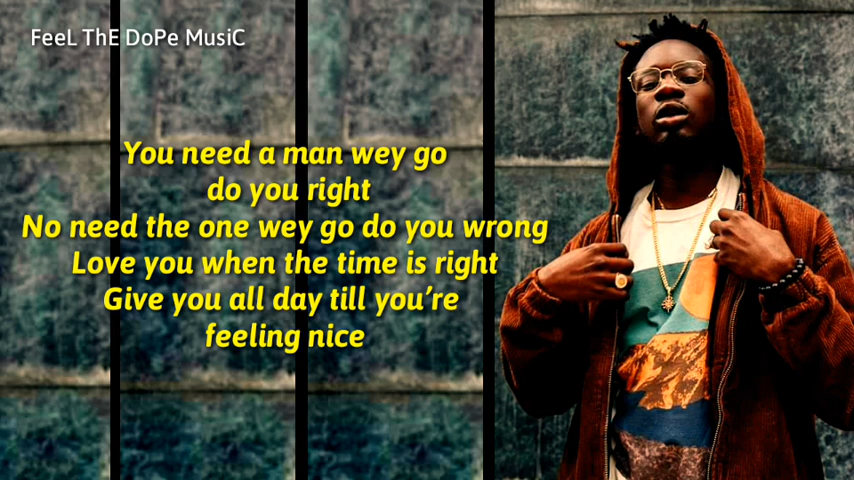 FeeL ThE DoPe MusiC
You need a man wey go
do you right
No need the one wey go do you wrong
Love you when the time is right
Give you all day till you're
feeling nice